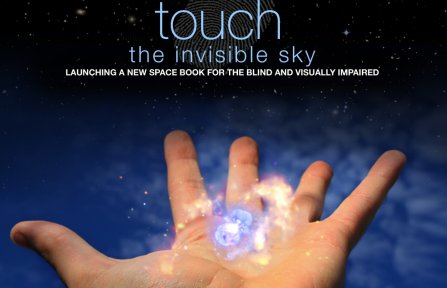 touch
the invisible sky
LAUNCHING A NEW SPACE BOOK FOR THE BLIND AND VISUALLY IMPAIRED